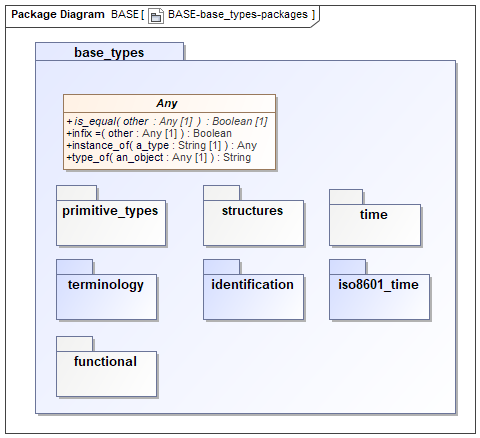 Package Diagram BASE [ BASE-base_types-packages ]
base_types
Any
+ is_equal( other : Any [1] ) : Boolean [1]
+infix =( other : Any [1] ) : Boolean
+instance_of( a_type : String [1] ) : Any
+type_of( an_object : Any [1] ) : String
primitive_types
structures
time
terminology
identification
iso8601_time
functional